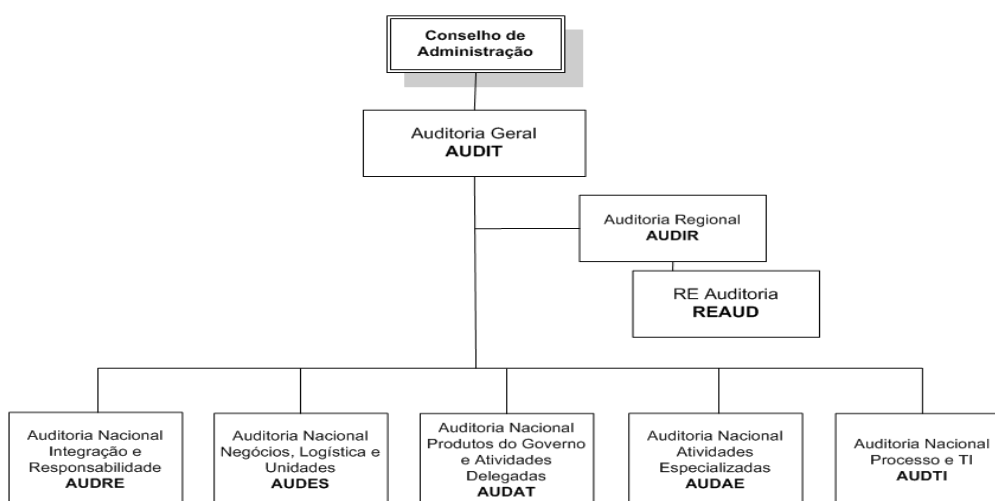 Conselho de
Administração
Auditoria Geral
AUDIT
Auditoria Regional
AUDIR
RE Auditoria
REAUD
Auditoria Nacional
Integração e
Responsabilidade
AUDRE
Auditoria Nacional
Negócios, Logística e
Unidades
AUDES
Auditoria Nacional
Produtos do Governo
e Atividades
Delegadas
AUDAT
Auditoria Nacional
Atividades
Especializadas
AUDAE
Auditoria Nacional
Processo e TI
AUDTI